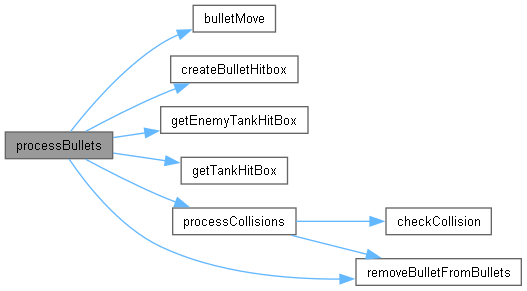 bulletMove
createBulletHitbox
getEnemyTankHitBox
processBullets
getTankHitBox
processCollisions
checkCollision
removeBulletFromBullets